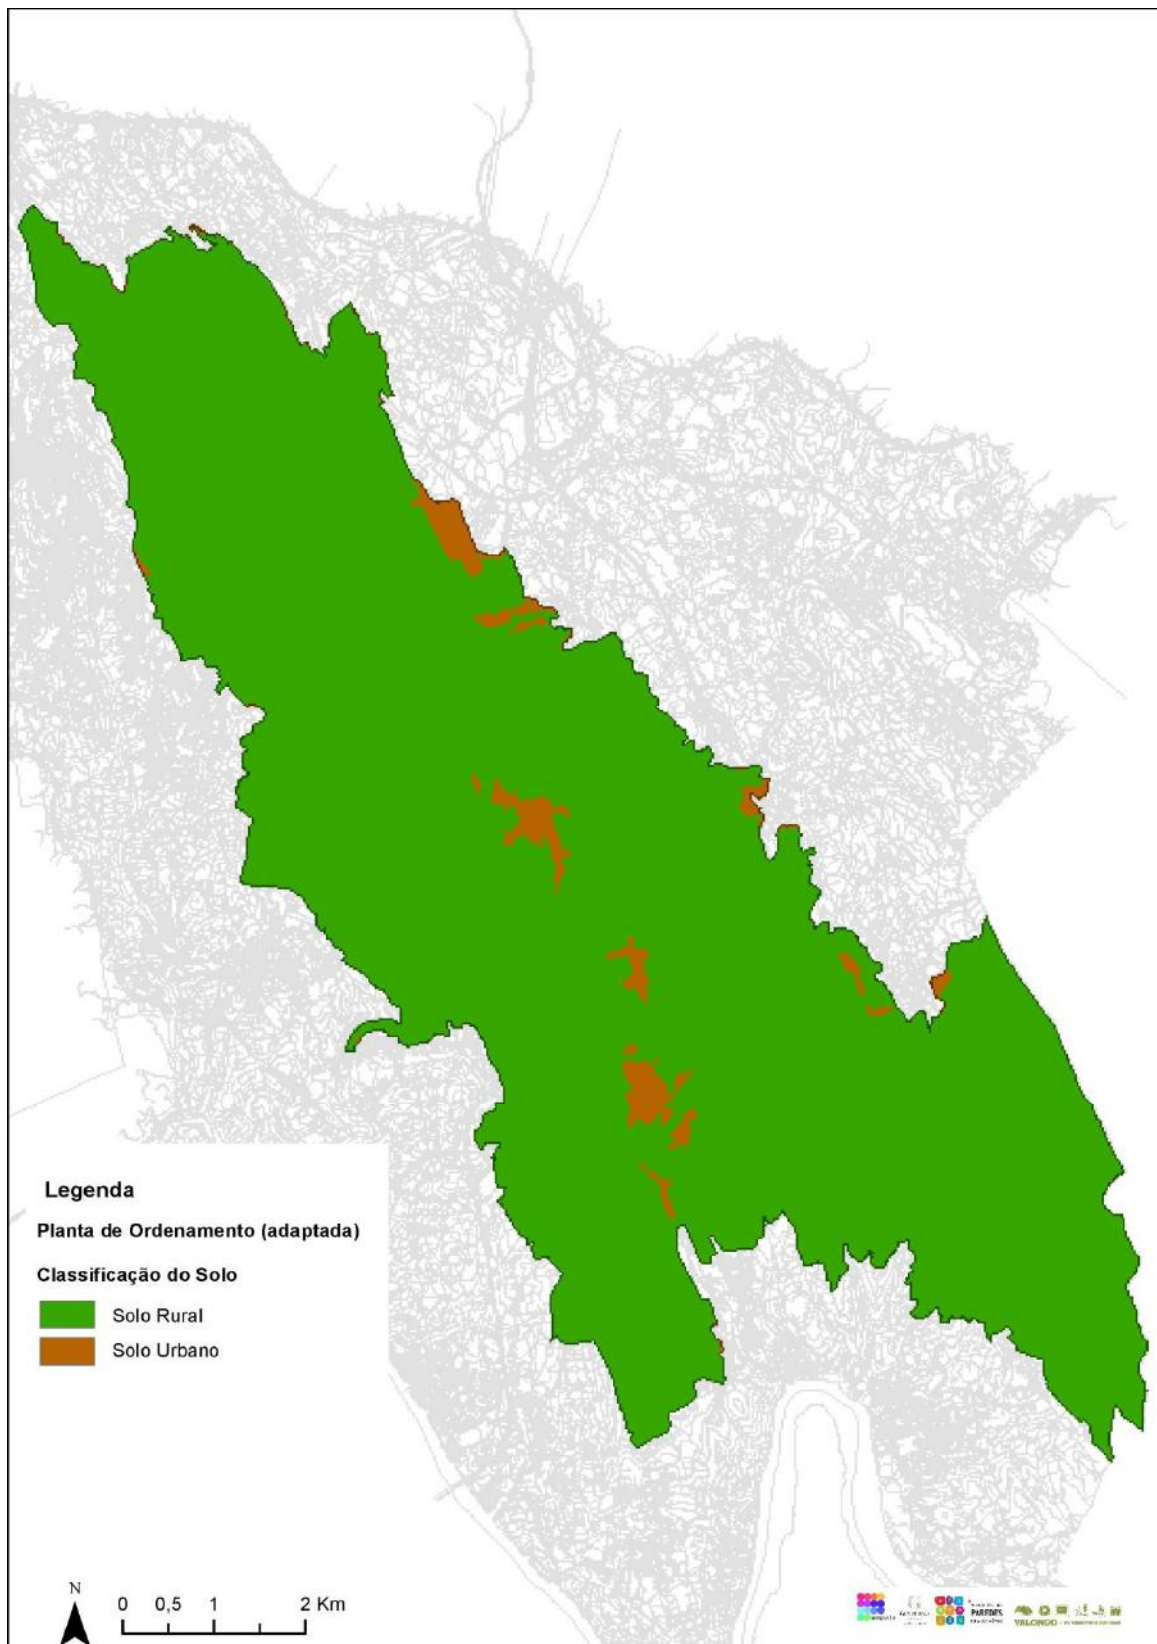 Legenda
Planta de Ordenamento (adaptada)
Classificação do Solo
Solo Rural
Solo Urbano
N
0 0,5 1 2 Km
PAREDES
VALONGO